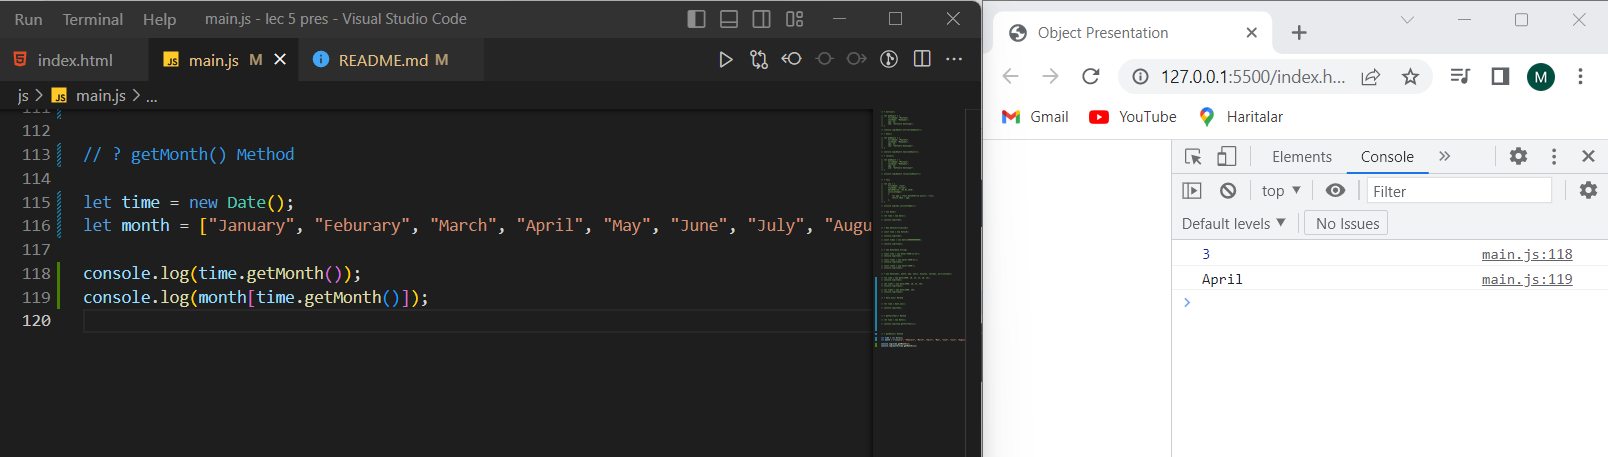 Run Terminal Help main.js - lec 5 pres - Visual Studio Code
index.html JS main.js M README.md M
js > JS main.js > ...
111
112
113 // ? getMonth() Method
114
115 let time = new Date();
116 let month = ["January", "Feburary", "March", "April", "May", "June", "July", "Augu
117
118 console.log(time.getMonth());
119 console.log(month[time.getMonth()]);
120
Object Presentation
127.0.0.1:5500/index.h... M
Gmail YouTube Haritalar
Elements Console
top Filter
Default levels No Issues
3 main.js:118
April main.js:119